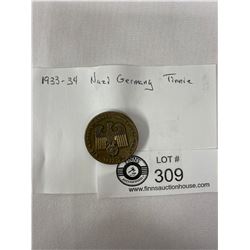 1933-34 Nazi Germany Tinnie
LOT #
309
www.finnsauctionhouse.com